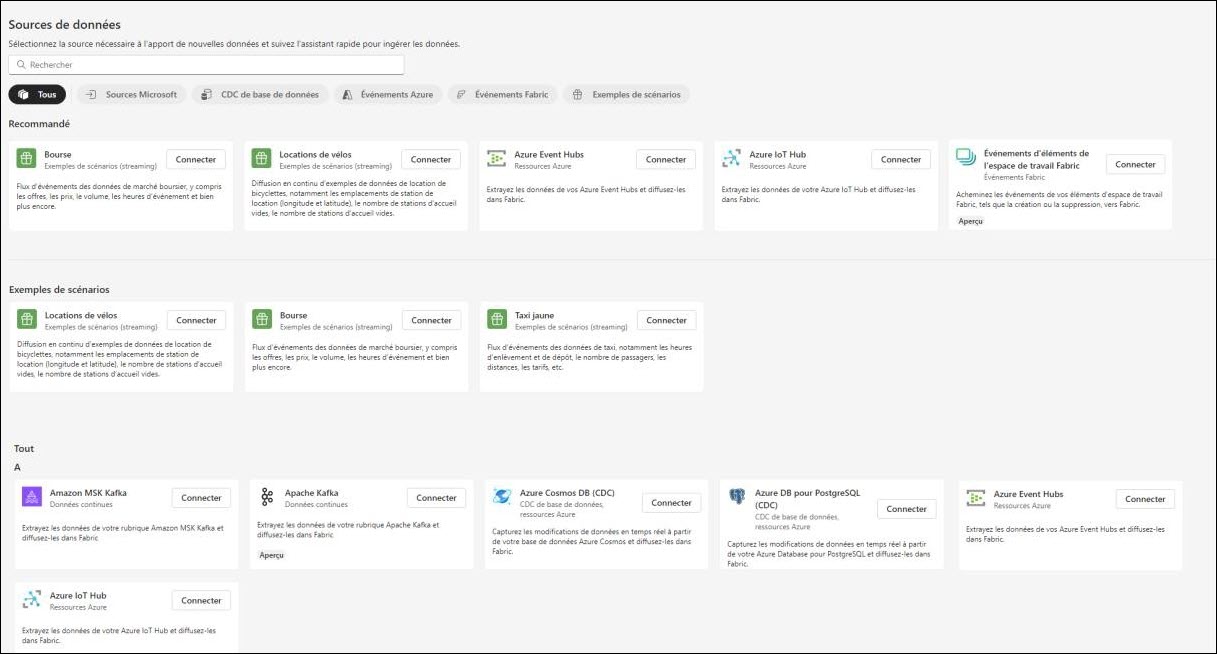 Sources de données
Sélectionnez la source nécessaire à l'apport de nouvelles données et suivez l'assistant rapide pour ingérer les données.
Rechercher
Tous
Sources Microsoft
CDC de base de données
Événements Azure
Événements Fabric
Exemples de scénarios
Recommandé
Bourse
Exemples de scénarios (streaming)
Connecter
Flux d'événements des données de marché boursier, y compris
les offres, les prix, le volume, les heures d'événement et bien
plus encore.
Locations de vélos
Exemples de scénarios (streaming)
Connecter
Diffusion en continu d'exemples de données de location de
bicyclettes, notamment les emplacements de station de
location (longitude et latitude), le nombre de stations d'accueil
vides, le nombre de stations d'accueil vides.
Azure Event Hubs
Ressources Azure
Connecter
Extrayez les données de vos Azure Event Hubs et diffusez-les
dans Fabric.
Azure IoT Hub
Ressources Azure
Connecter
Extrayez les données de votre Azure IoT Hub et diffusez-les
dans Fabric.
Événements d'éléments de
l'espace de travail Fabric
Événements Fabric
Connecter
Acheminez les événements de vos éléments d'espace de travail
Fabric, tels que la création ou la suppression, vers Fabric.
Aperçu
Exemples de scénarios
Locations de vélos
Exemples de scénarios (streaming)
Connecter
Diffusion en continu d'exemples de données de location de
bicyclettes, notamment les emplacements de station de
location (longitude et latitude), le nombre de stations d'accueil
vides, le nombre de stations d'accueil vides.
Bourse
Exemples de scénarios (streaming)
Connecter
Flux d'événements des données de marché boursier, y compris
les offres, les prix, le volume, les heures d'événement et bien
plus encore.
Taxi jaune
Exemples de scénarios (streaming)
Connecter
Flux d'événements des données de taxi, notamment les heures
d'enlèvement et de dépôt, le nombre de passagers, les
distances, les tarifs, etc.
Tout
A
Amazon MSK Kafka
Données continues
Connecter
Extrayez les données de votre rubrique Amazon MSK Kafka et
diffusez-les dans Fabric
Apache Kafka
Données continues
Connecter
Extrayez les données de votre rubrique Apache Kafka et
diffusez-les dans Fabric
Aperçu
Azure Cosmos DB (CDC)
CDC de base de données,
ressources Azure
Connecter
Capturez les modifications de données en temps réel à partir
de votre base de données Azure Cosmos et diffusez-les dans
Fabric.
Azure DB pour PostgreSQL
(CDC)
CDC de base de données,
ressources Azure
Connecter
Capturez les modifications de données en temps réel à partir
de votre Azure Database pour PostgreSQL et diffusez-les dans
Fabric.
Azure Event Hubs
Ressources Azure
Connecter
Extrayez les données de vos Azure Event Hubs et diffusez-les
dans Fabric.
Azure IoT Hub
Ressources Azure
Connecter
Extrayez les données de votre Azure IoT Hub et diffusez-les
dans Fabric.